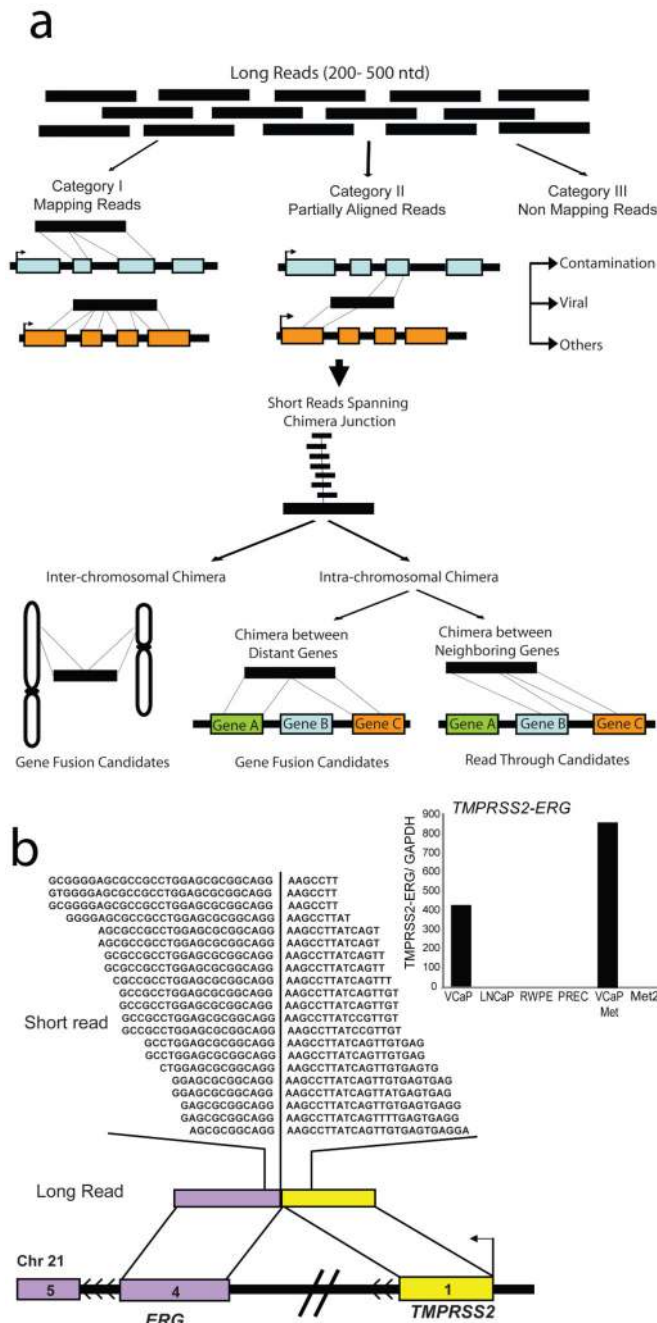 a
Long Reads (200- 500 ntd)
Category I
Mapping Reads
Category II
Partially Aligned Reads
Category III
Non Mapping Reads
Contamination
Viral
Others
Short Reads Spanning
Chimera Junction
Inter-chromosomal Chimera
Intra-chromosomal Chimera
Chimera between
Distant Genes
Chimera between
Neighboring Genes
Gene A
Gene B
Gene C
Gene A
Gene B
Gene C
Gene Fusion Candidates
Gene Fusion Candidates
Read Through Candidates
b
TMPRSS2-ERG
TMPRSS2-ERG/ GAPDH
900
800
700
600
500
400
300
200
100
0
VCaP LNCaP RWPE PREC VCaP Met2
Met
GCGGGGAGCGCCGCCTGGAGCGCGGCAGG AAGCCTT
GTGGGGAGCGCCGCCTGGAGCGCGGCAGG AAGCCTT
GCGGGGAGCGCCGCCTGGAGCGCGGCAGG AAGCCTT
GGGGAGCGCCGCCTGGAGCGCGGCAGG AAGCCTTAT
AGCGCCGCCTGGAGCGCGGCAGG AAGCCTTATCAGT
AGCGCCGCCTGGAGCGCGGCAGG AAGCCTTATCAGT
GCGCCGCCTGGAGCGCGGCAGG AAGCCTTATCAGTT
GCGCCGCCTGGAGCGCGGCAGG AAGCCTTATCAGTT
CGCCGCCTGGAGCGCGGCAGG AAGCCTTATCAGTTT
GCCGCCTGGAGCGCGGCAGG AAGCCTTATCAGTTGT
GCCGCCTGGAGCGCGGCAGG AAGCCTTATCAGTTGT
GCCGCCTGGAGCGCGGCAGG AAGCCTTATCCGTTGT
GCCGCCTGGAGCGCGGCAGG AAGCCTTATCCGTTGT
GCCTGGAGCGCGGCAGG AAGCCTTATCAGTTGTGAG
GCCTGGAGCGCGGCAGG AAGCCTTATCAGTTGTGAG
CTGGAGCGCGGCAGG AAGCCTTATCAGTTGTGAGTG
GGAGCGCGGCAGG AAGCCTTATCAGTTGTGAGTGAG
GGAGCGCGGCAGG AAGCCTTATCAGTTATGAGTGAG
GAGCGCGGCAGG AAGCCTTATCAGTTGTGAGTGAGG
GAGCGCGGCAGG AAGCCTTATCAGTTTTGAGTGAGG
AGCGCGGCAGG AAGCCTTATCAGTTGTGAGTGAGGA
Short read
Long Read
Chr 21
5
4
1
ERG
TMPRSS2